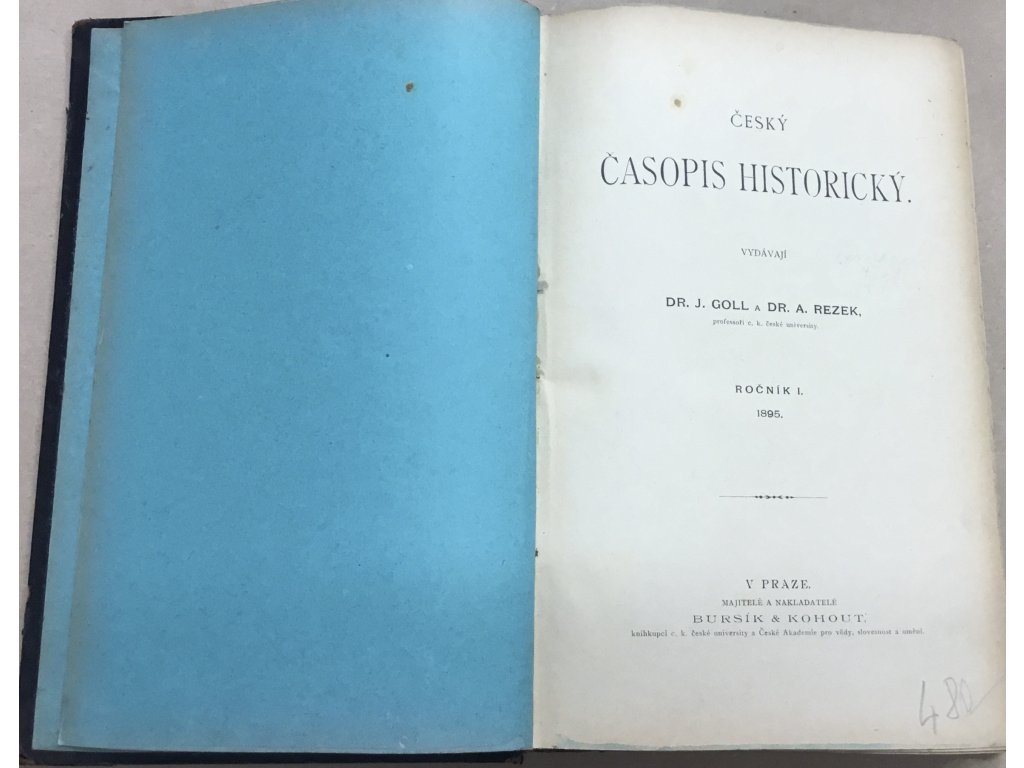 ČESKÝ
ČASOPIS HISTORICKÝ.
VYDÁVAJÍ
DR. J. GOLL A DR. A. REZEK,
professoři c. k. české university.
ROČNÍK I.
1895.
V PRAZE.
MAJITELÉ A NAKLADATELÉ
BURSÍK & KOHOUT,
knihkupci c. k. české university a České Akademie pro vědy, slovesnost a umění.
480